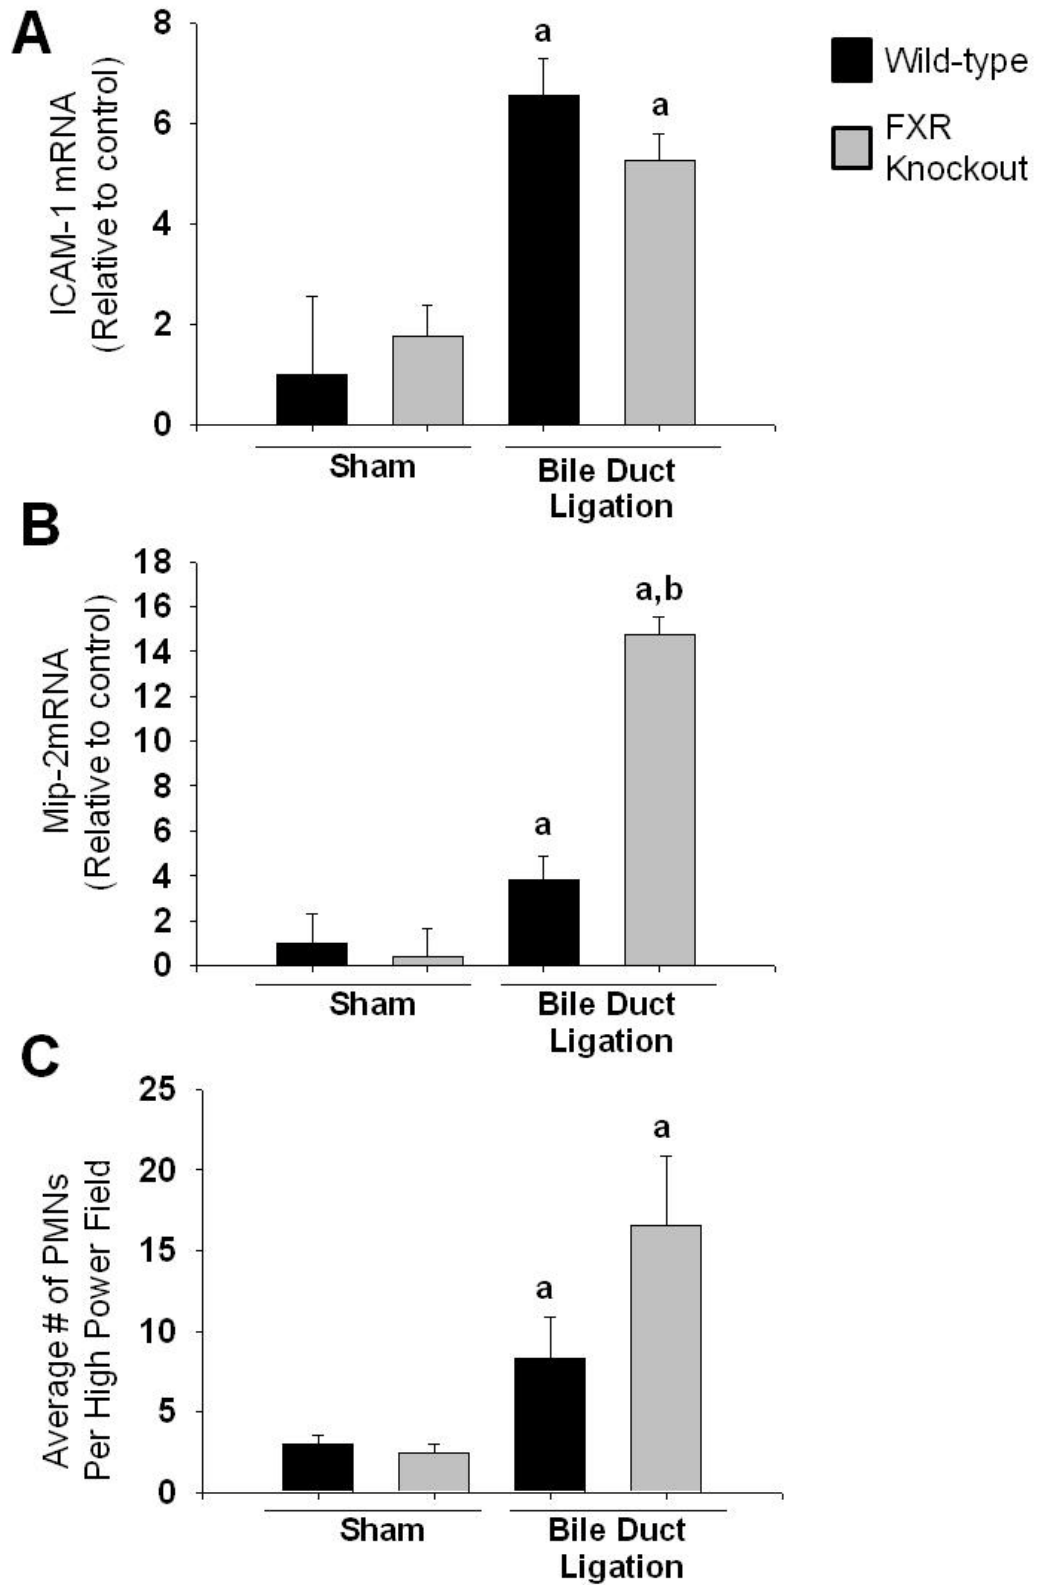 A
ICAM-1 mRNA
(Relative to control)
8
6
4
2
0
a
a
Wild-type
FXR
Knockout
Sham
Bile Duct
Ligation
B
Mip-2mRNA
(Relative to control)
18
16
14
12
10
8
6
4
2
0
a
a,b
Sham
Bile Duct
Ligation
C
Average # of PMNs
Per High Power Field
25
20
15
10
5
0
a
a
Sham
Bile Duct
Ligation